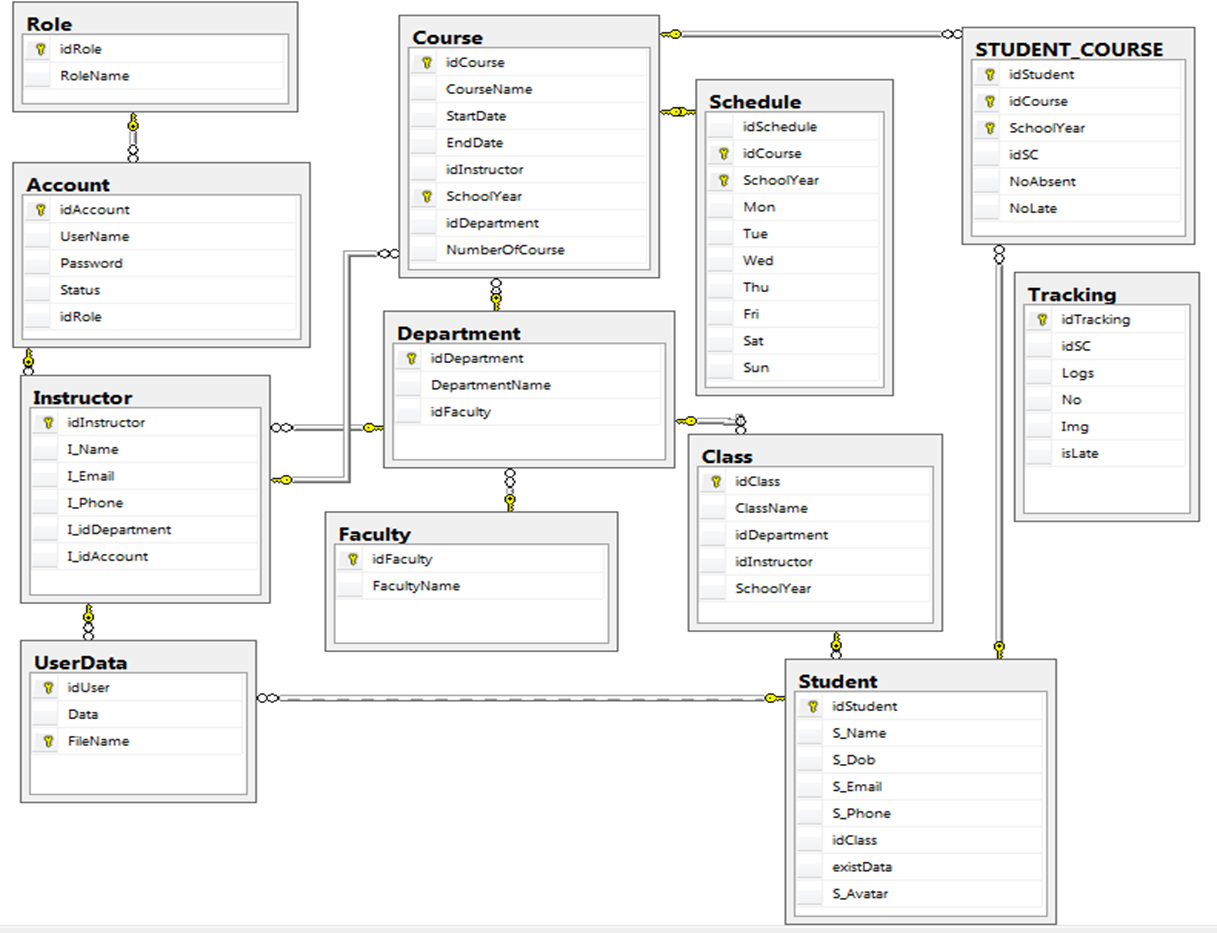 Role
idRole
RoleName
Account
idAccount
UserName
Password
Status
idRole
Instructor
idInstructor
I_Name
I_Email
I_Phone
I_idDepartment
I_idAccount
UserData
idUser
Data
FileName
Course
idCourse
CourseName
StartDate
EndDate
idInstructor
SchoolYear
idDepartment
NumberOfCourse
Department
idDepartment
DepartmentName
idFaculty
Faculty
idFaculty
FacultyName
Schedule
idSchedule
idCourse
SchoolYear
Mon
Tue
Wed
Thu
Fri
Sat
Sun
Class
idClass
ClassName
idDepartment
idInstructor
SchoolYear
Student
idStudent
S_Name
S_Dob
S_Email
S_Phone
idClass
existData
S_Avatar
STUDENT_COURSE
idStudent
idCourse
SchoolYear
idSC
NoAbsent
NoLate
Tracking
idTracking
idSC
Logs
No
Img
isLate